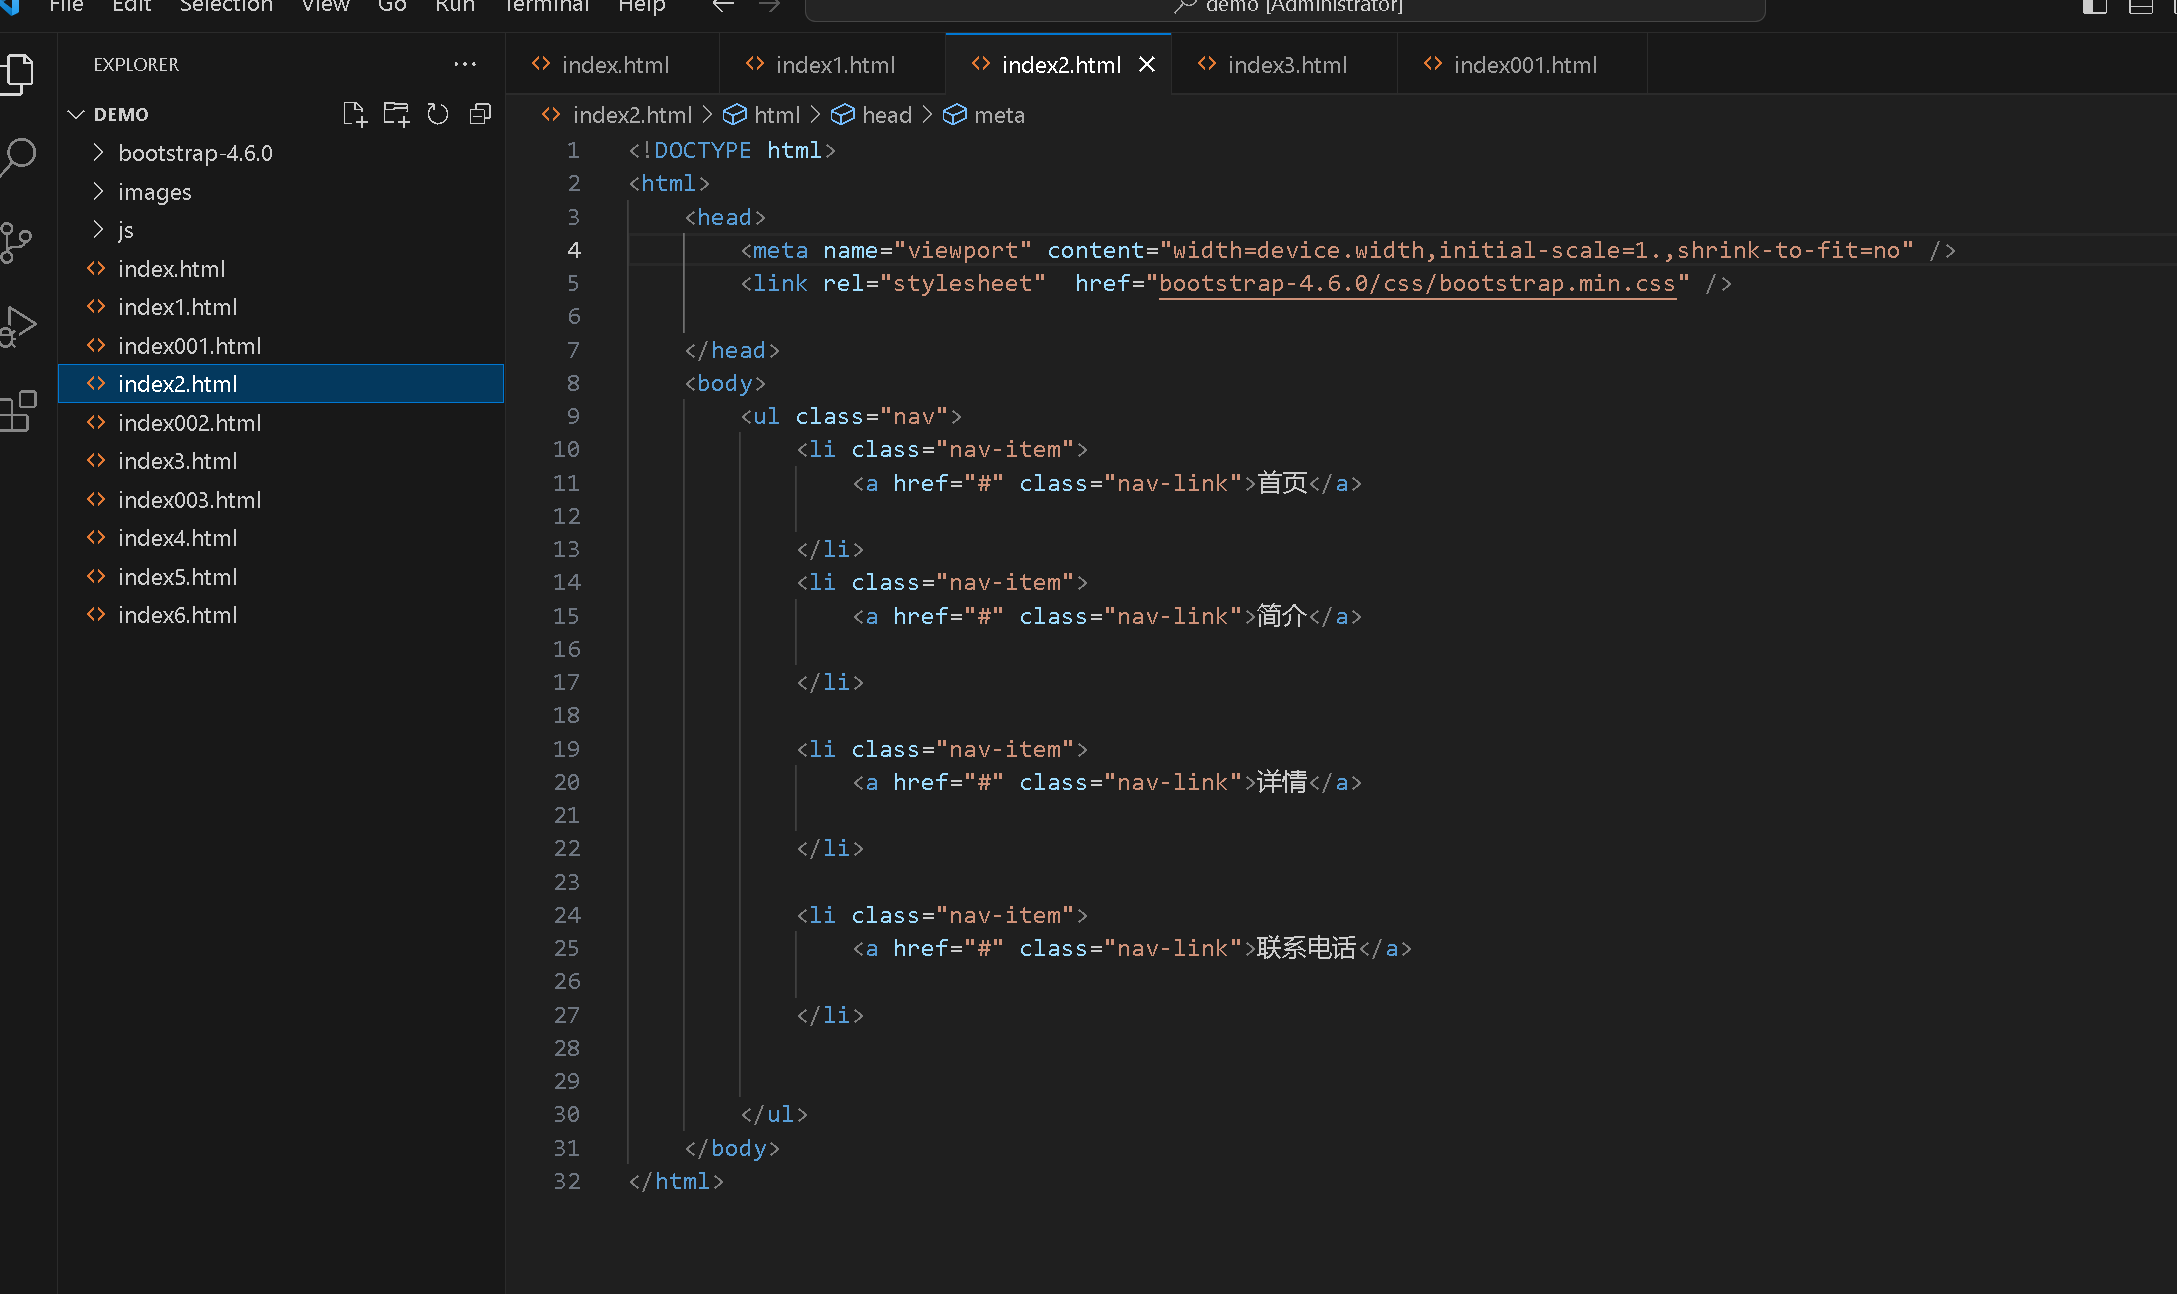 File Edit Selection View Go Run Terminal Help
demo [Administrator]
EXPLORER
DEMO
bootstrap-4.6.0
images
js
index.html
index1.html
index001.html
index2.html
index002.html
index3.html
index003.html
index4.html
index5.html
index6.html
index.html index1.html index2.html index3.html index001.html
index2.html > html > head > meta
1 <!DOCTYPE html>
2 <html>
3 <head>
4 <meta name="viewport" content="width=device.width,initial-scale=1.,shrink-to-fit=no" />
5 <link rel="stylesheet"  href="bootstrap-4.6.0/css/bootstrap.min.css" />
6
7 </head>
8 <body>
9 <ul class="nav">
10 <li class="nav-item">
11 <a href="#" class="nav-link">首页</a>
12
13 </li>
14 <li class="nav-item">
15 <a href="#" class="nav-link">简介</a>
16
17 </li>
18
19 <li class="nav-item">
20 <a href="#" class="nav-link">详情</a>
21
22 </li>
23
24 <li class="nav-item">
25 <a href="#" class="nav-link">联系电话</a>
26
27 </li>
28
29
30 </ul>
31 </body>
32 </html>